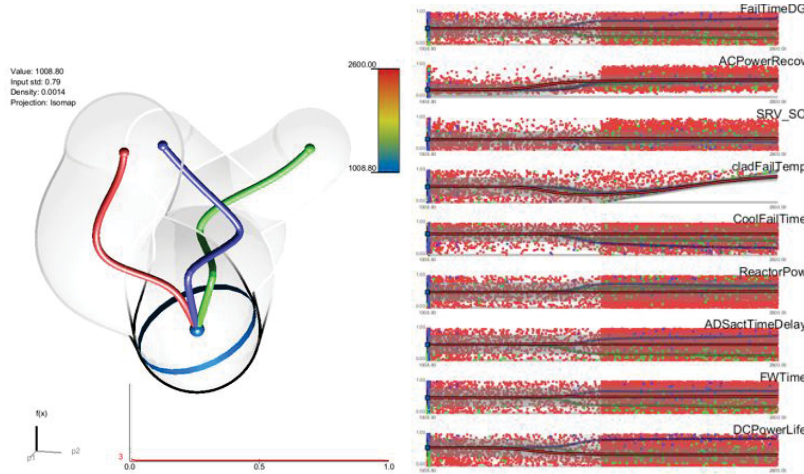 Value: 1008.80
Input std: 0.79
Density: 0.0014
Projection: Isomap
2600.00
1008.80
f(x)
p1
p2
3
0.0
0.5
1.0
FailTimeDG
ACPowerRecov
SRV_SO
cladFailTemp
CoolFailTime
ReactorPow
ADSactTimeDelay
FWTime
DCPowerLife